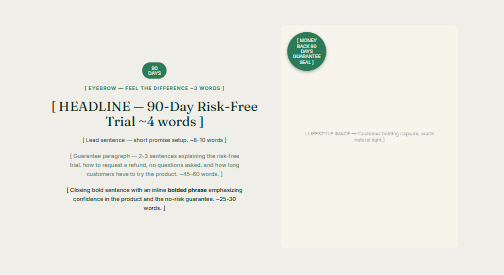 90
DAYS
[ EYEBROW — FEEL THE DIFFERENCE ~3 WORDS ]
[ HEADLINE — 90-Day Risk-Free
Trial ~4 words ]
[ Lead sentence — short promise setup, ~8-10 words ]
[ Guarantee paragraph — 2-3 sentences explaining the risk-free
trial, how to request a refund, no questions asked, and how long
customers have to try the product. ~45-60 words. ]
[ Closing bold sentence with an inline bolded phrase emphasizing
confidence in the product and the no-risk guarantee. ~25-30
words. ]
[ MONEY
BACK 90
DAYS
GUARANTEE
SEAL ]
[ LIFESTYLE IMAGE — Customer holding capsule, warm
natural light ]